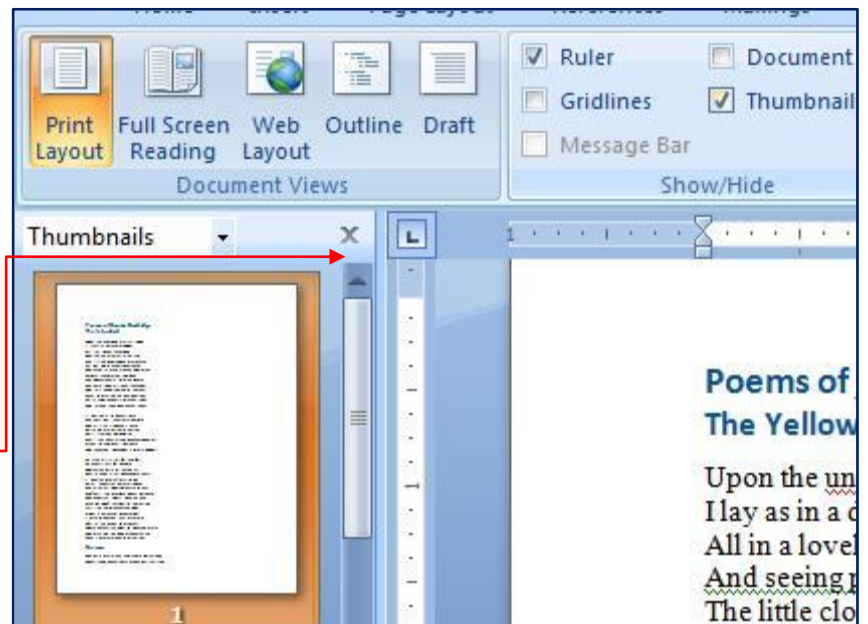 Print Layout
Full Screen Reading
Web Layout
Outline
Draft
Document Views
Ruler
Gridlines
Message Bar
Document
Thumbnail
Show/Hide
Thumbnails
1
1
1
Poems of
The Yellow
Upon the un
I lay as in a
All in a lovel
And seeing
The little clo